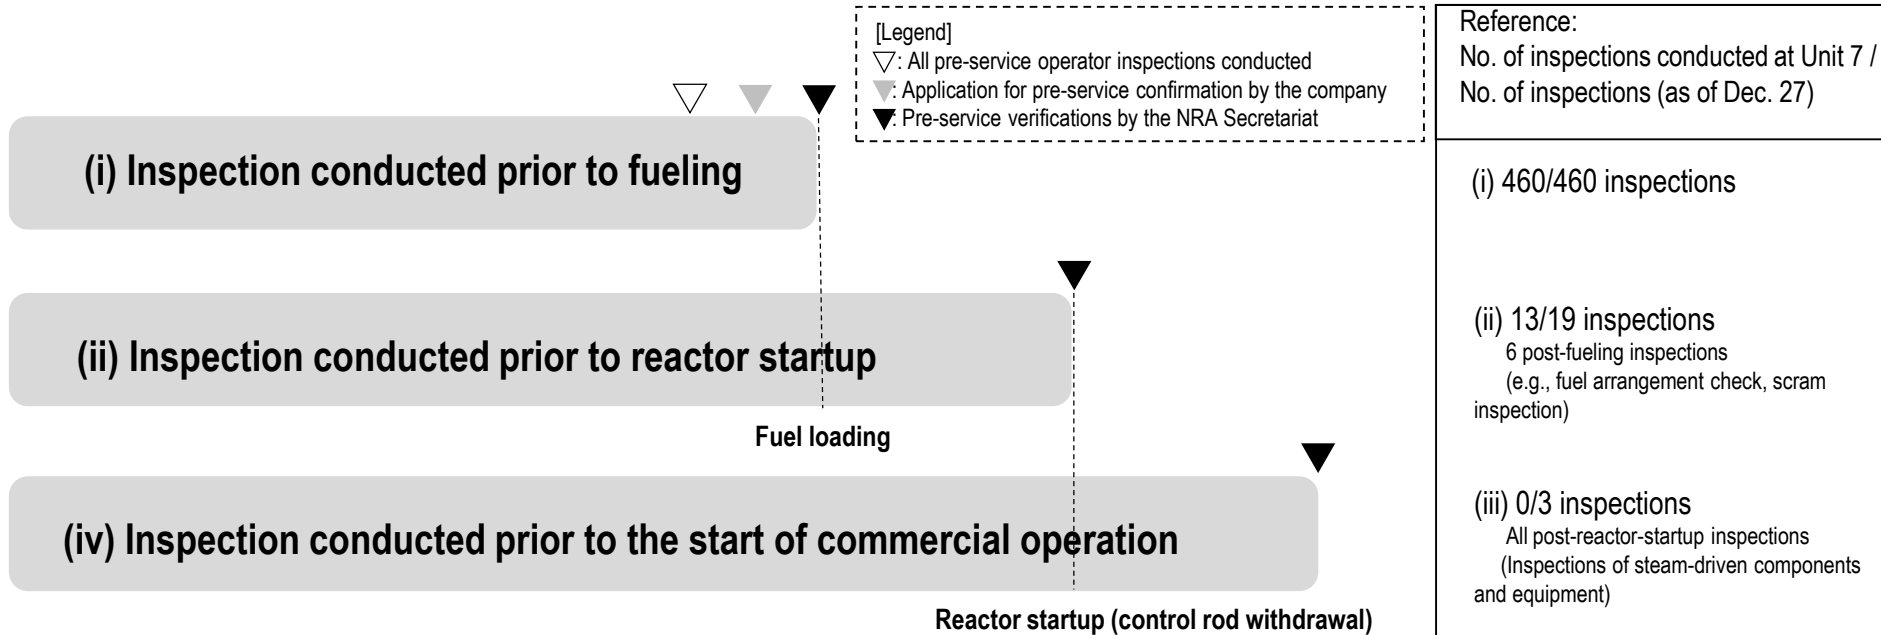 [Legend]
▽: All pre-service operator inspections conducted
▼: Application for pre-service confirmation by the company
▼: Pre-service verifications by the NRA Secretariat
Reference:
No. of inspections conducted at Unit 7 /
No. of inspections (as of Dec. 27)
(i) Inspection conducted prior to fueling
(i) 460/460 inspections
(ii) Inspection conducted prior to reactor startup
(ii) 13/19 inspections
6 post-fueling inspections
(e.g., fuel arrangement check, scram
inspection)
Fuel loading
(iv) Inspection conducted prior to the start of commercial operation
(iii) 0/3 inspections
All post-reactor-startup inspections
(Inspections of steam-driven components
and equipment)
Reactor startup (control rod withdrawal)